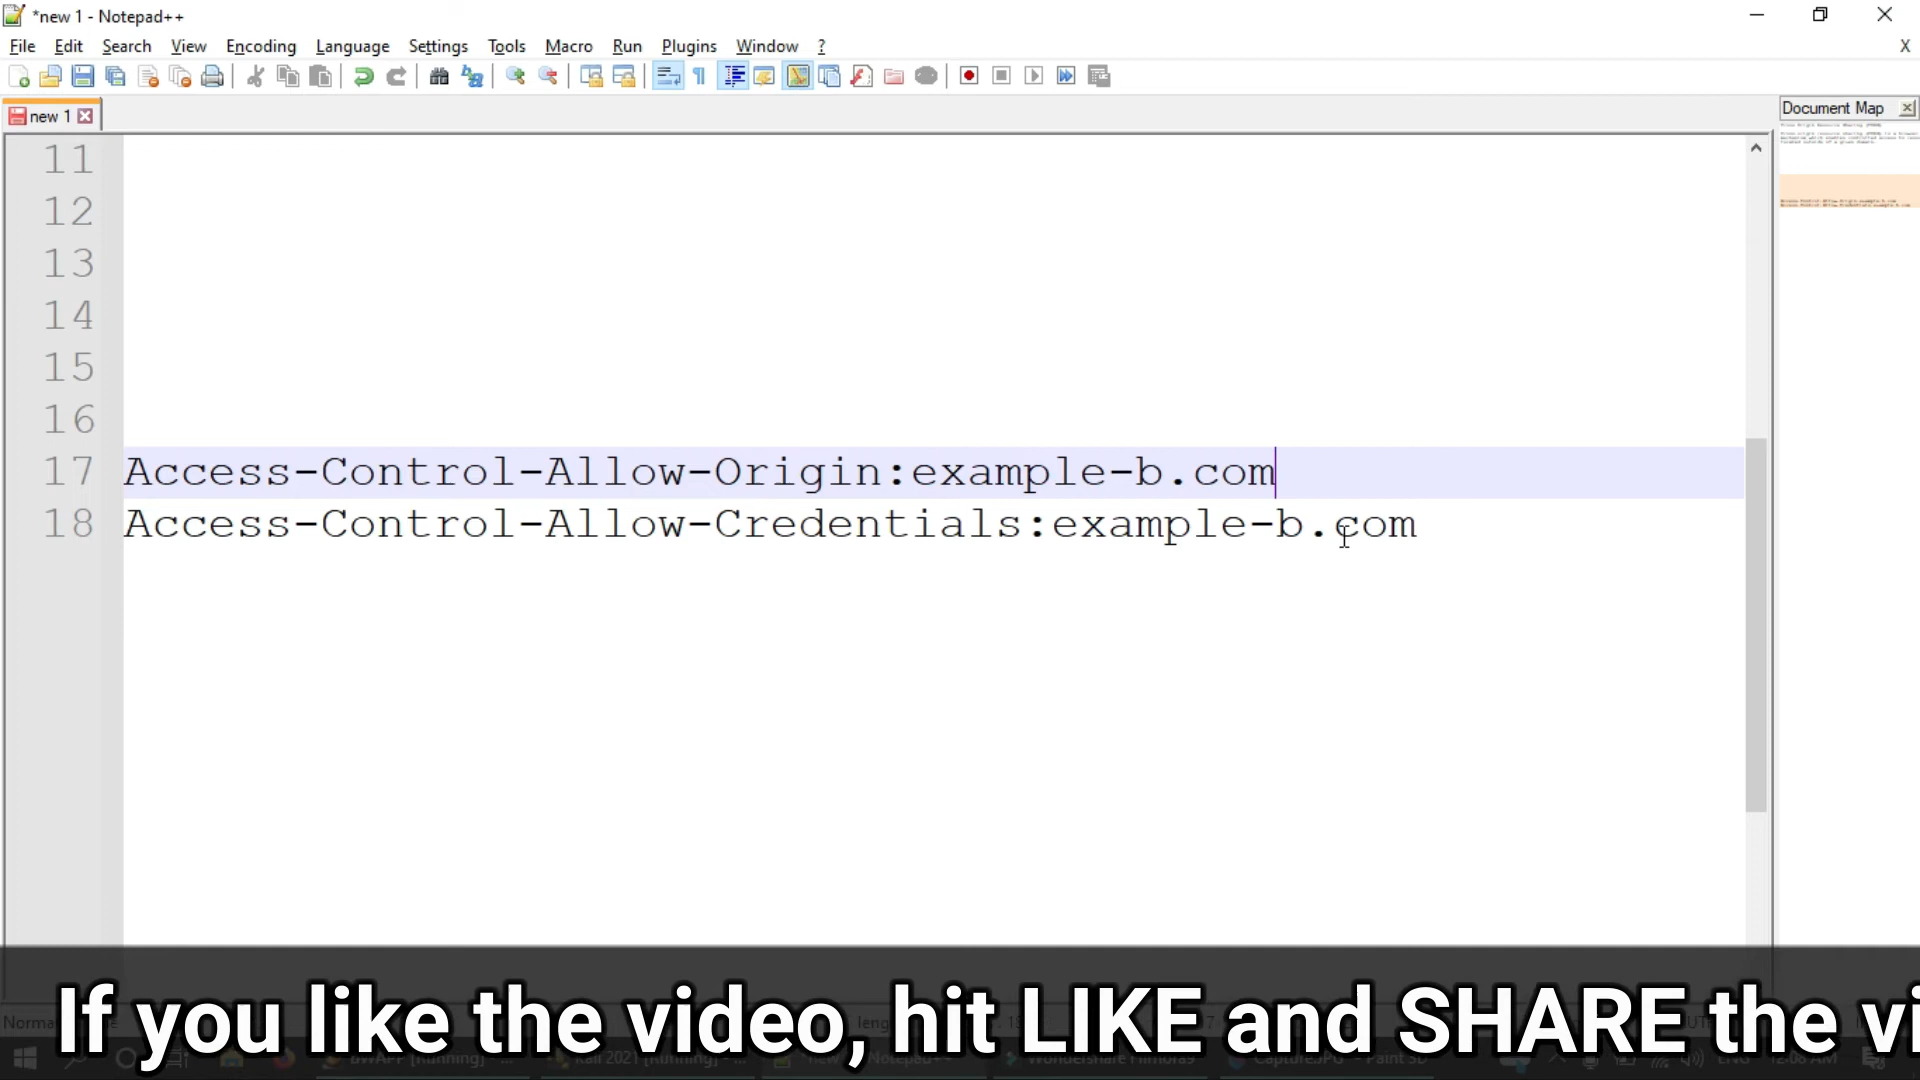 *new 1 - Notepad++
File Edit Search View Encoding Language Settings Tools Macro Run Plugins Window ?
X
new 1
Document Map
11
12
13
14
15
16
17 Access-Control-Allow-Origin:example-b.com
18 Access-Control-Allow-Credentials:example-b.com
If you like the video, hit LIKE and SHARE the vi